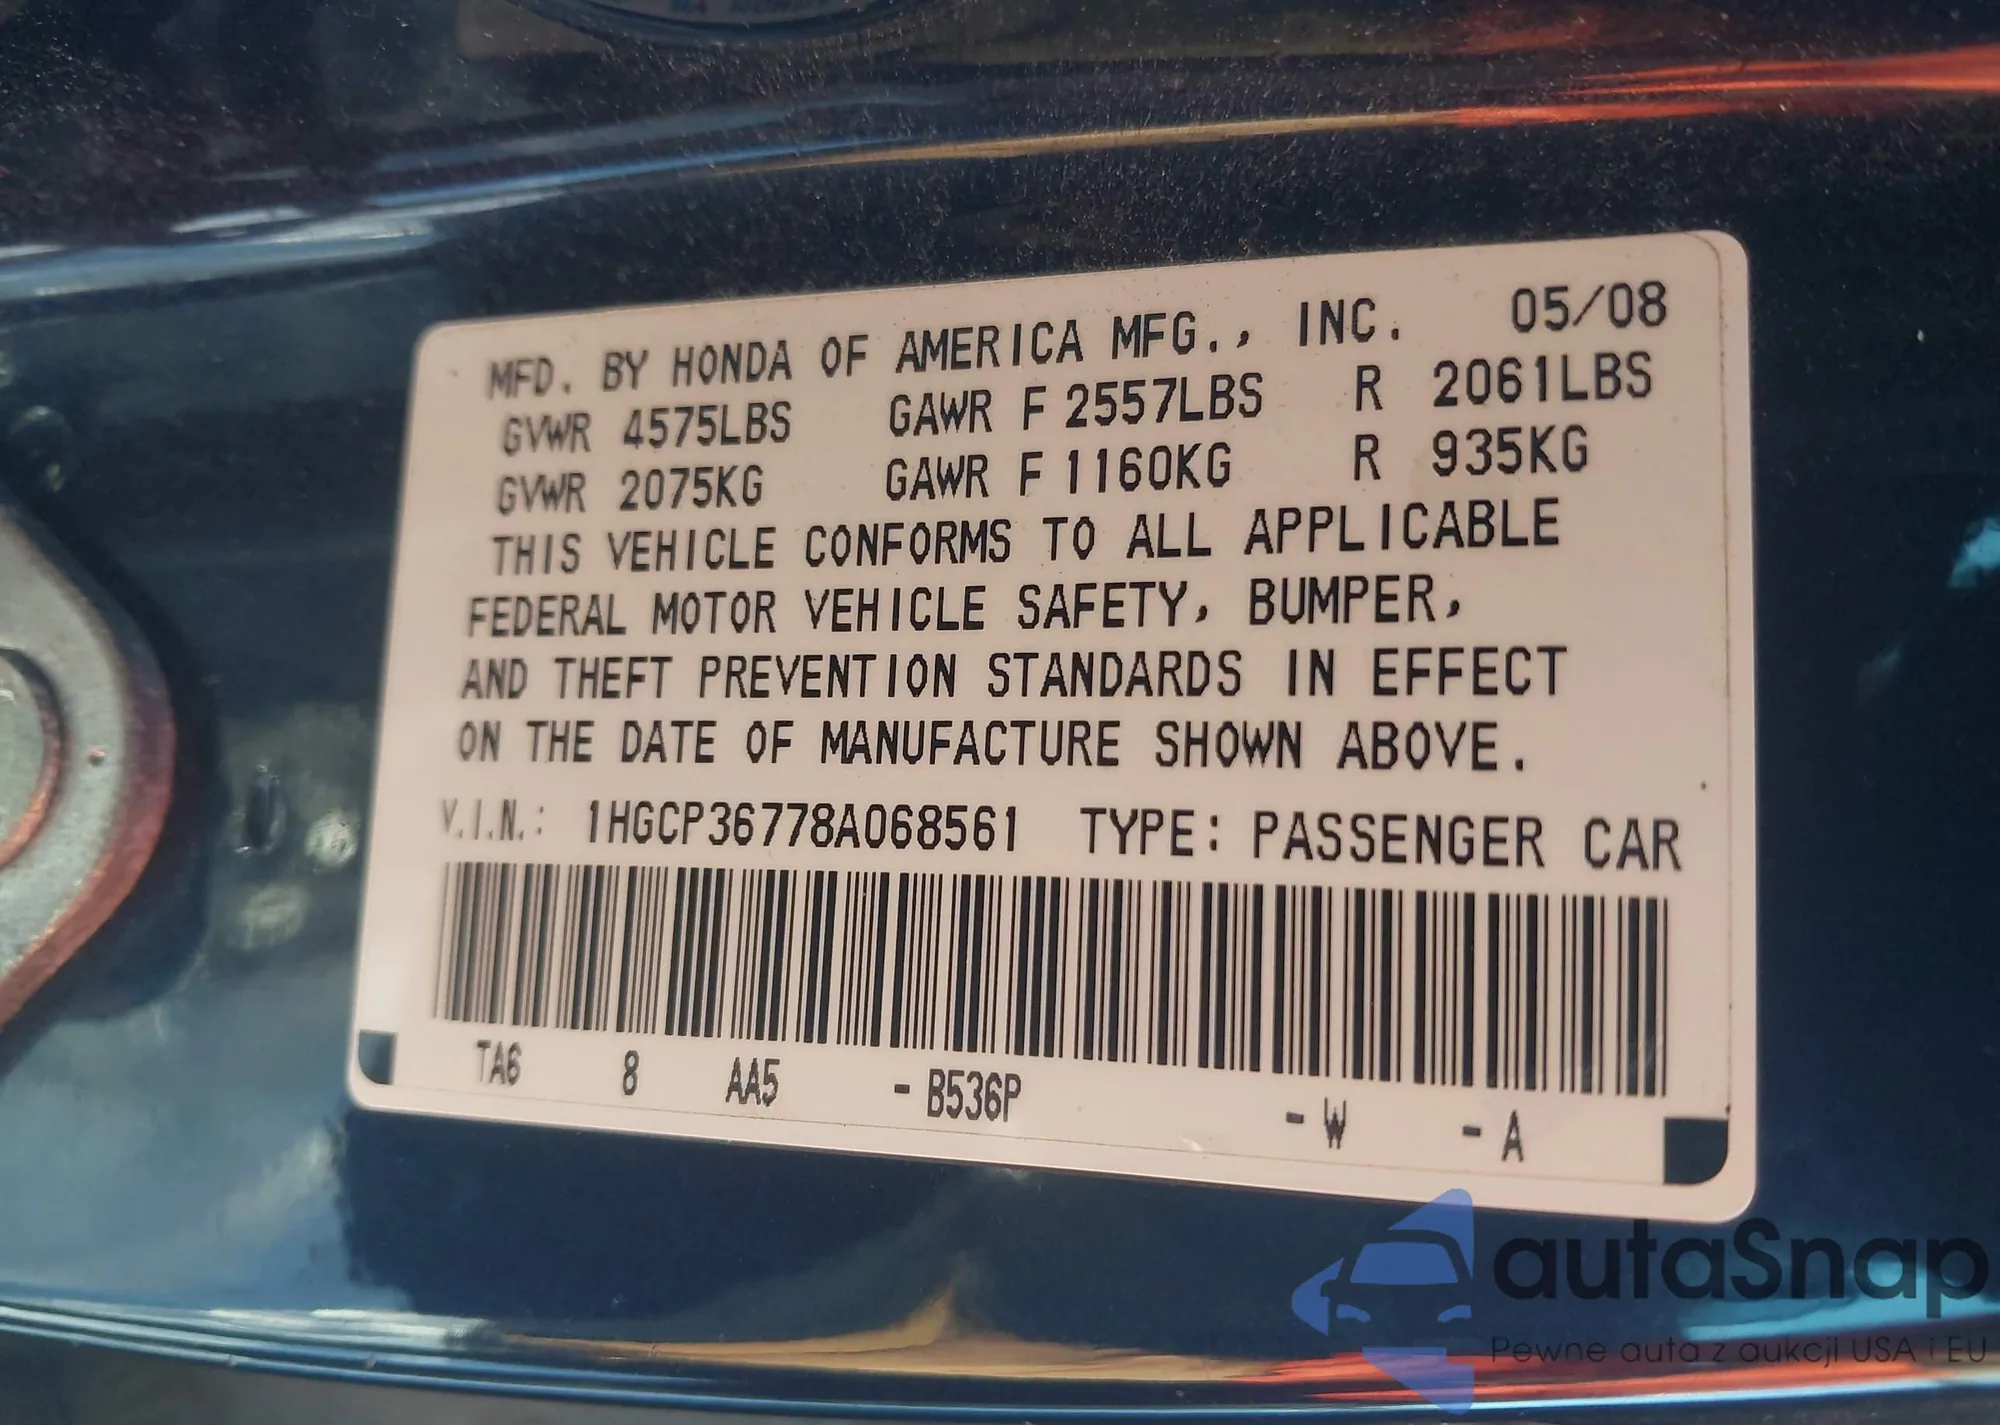 MFD. BY HONDA OF AMERICA MFG., INC. 05/08
GVWR 4575LBS GAWR F 2557LBS R 2061LBS
GVWR 2075KG GAWR F 1160KG R 935KG
THIS VEHICLE CONFORMS TO ALL APPLICABLE
FEDERAL MOTOR VEHICLE SAFETY, BUMPER,
AND THEFT PREVENTION STANDARDS IN EFFECT
ON THE DATE OF MANUFACTURE SHOWN ABOVE.
V.I.N.: 1HGCP36778A068561 TYPE: PASSENGER CAR
TA6 8 AA5 - B536P - W - A
autaSnap
Pewne auta z aukcji USA i EU